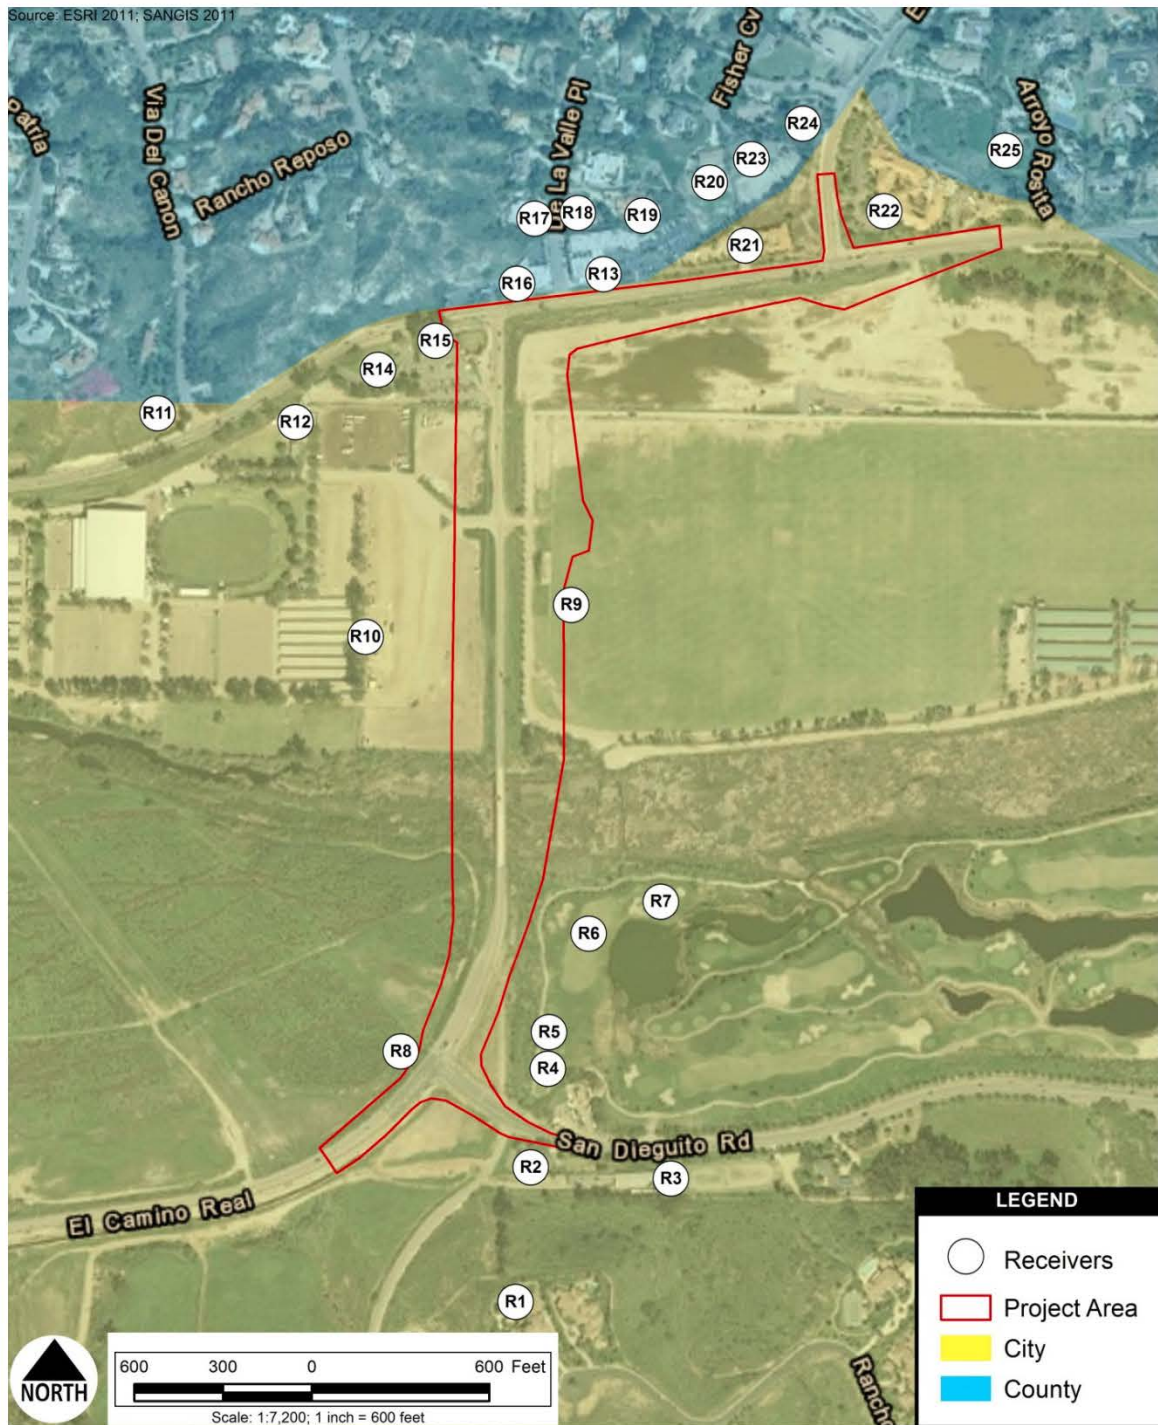 Source: ESRI 2011; SANGIS 2011
Patria
Via Del Canon
Rancho Reposo
De La Valle Pl
Fisher Cv
E
Arroyo Rosita
R24
R25
R23
R20
R17
R18
R19
R22
R21
R16
R13
R15
R14
R11
R12
R9
R10
R7
R6
R5
R8
R4
San Dieguito Rd
R2
R3
El Camino Real
R1
Rancho
LEGEND
Receivers
Project Area
City
County
NORTH
600 300 0 600 Feet
Scale: 1:7,200; 1 inch = 600 feet